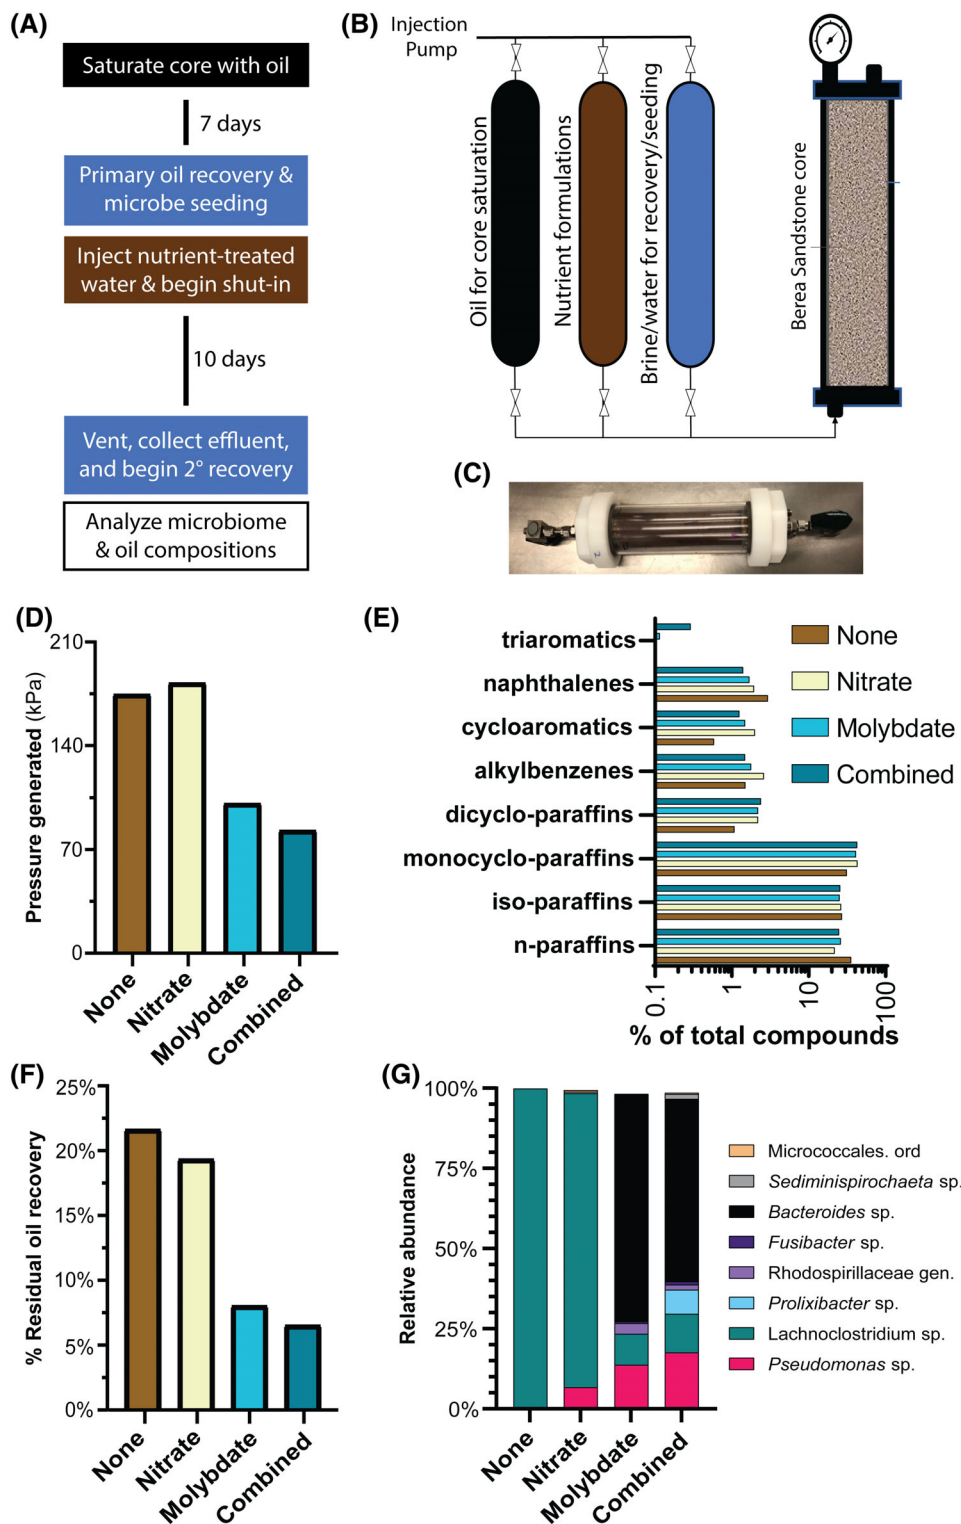 (A)
Saturate core with oil
7 days
Primary oil recovery &
microbe seeding
Inject nutrient-treated
water & begin shut-in
10 days
Vent, collect effluent,
and begin 2° recovery
Analyze microbiome
& oil compositions
(B)
Injection
Pump
Oil for core saturation
Nutrient formulations
Brine/water for recovery/seeding
Berea Sandstone core
(C)
(D)
Pressure generated (kPa)
210
140
70
0
None
Nitrate
Molybdate
Combined
(E)
triaromatics
naphthalenes
cycloaromatics
alkylbenzenes
dicyclo-paraffins
monocyclo-paraffins
iso-paraffins
n-paraffins
0.1
1
10
100
% of total compounds
None
Nitrate
Molybdate
Combined
(F)
% Residual oil recovery
25%
20%
15%
10%
5%
0%
None
Nitrate
Molybdate
Combined
(G)
Relative abundance
100%
75%
50%
25%
0%
None
Nitrate
Molybdate
Combined
Micrococcales. ord
Sediminispirochaeta sp.
Bacteroides sp.
Fusibacter sp.
Rhodospirillaceae gen.
Prolixibacter sp.
Lachnoclostridium sp.
Pseudomonas sp.